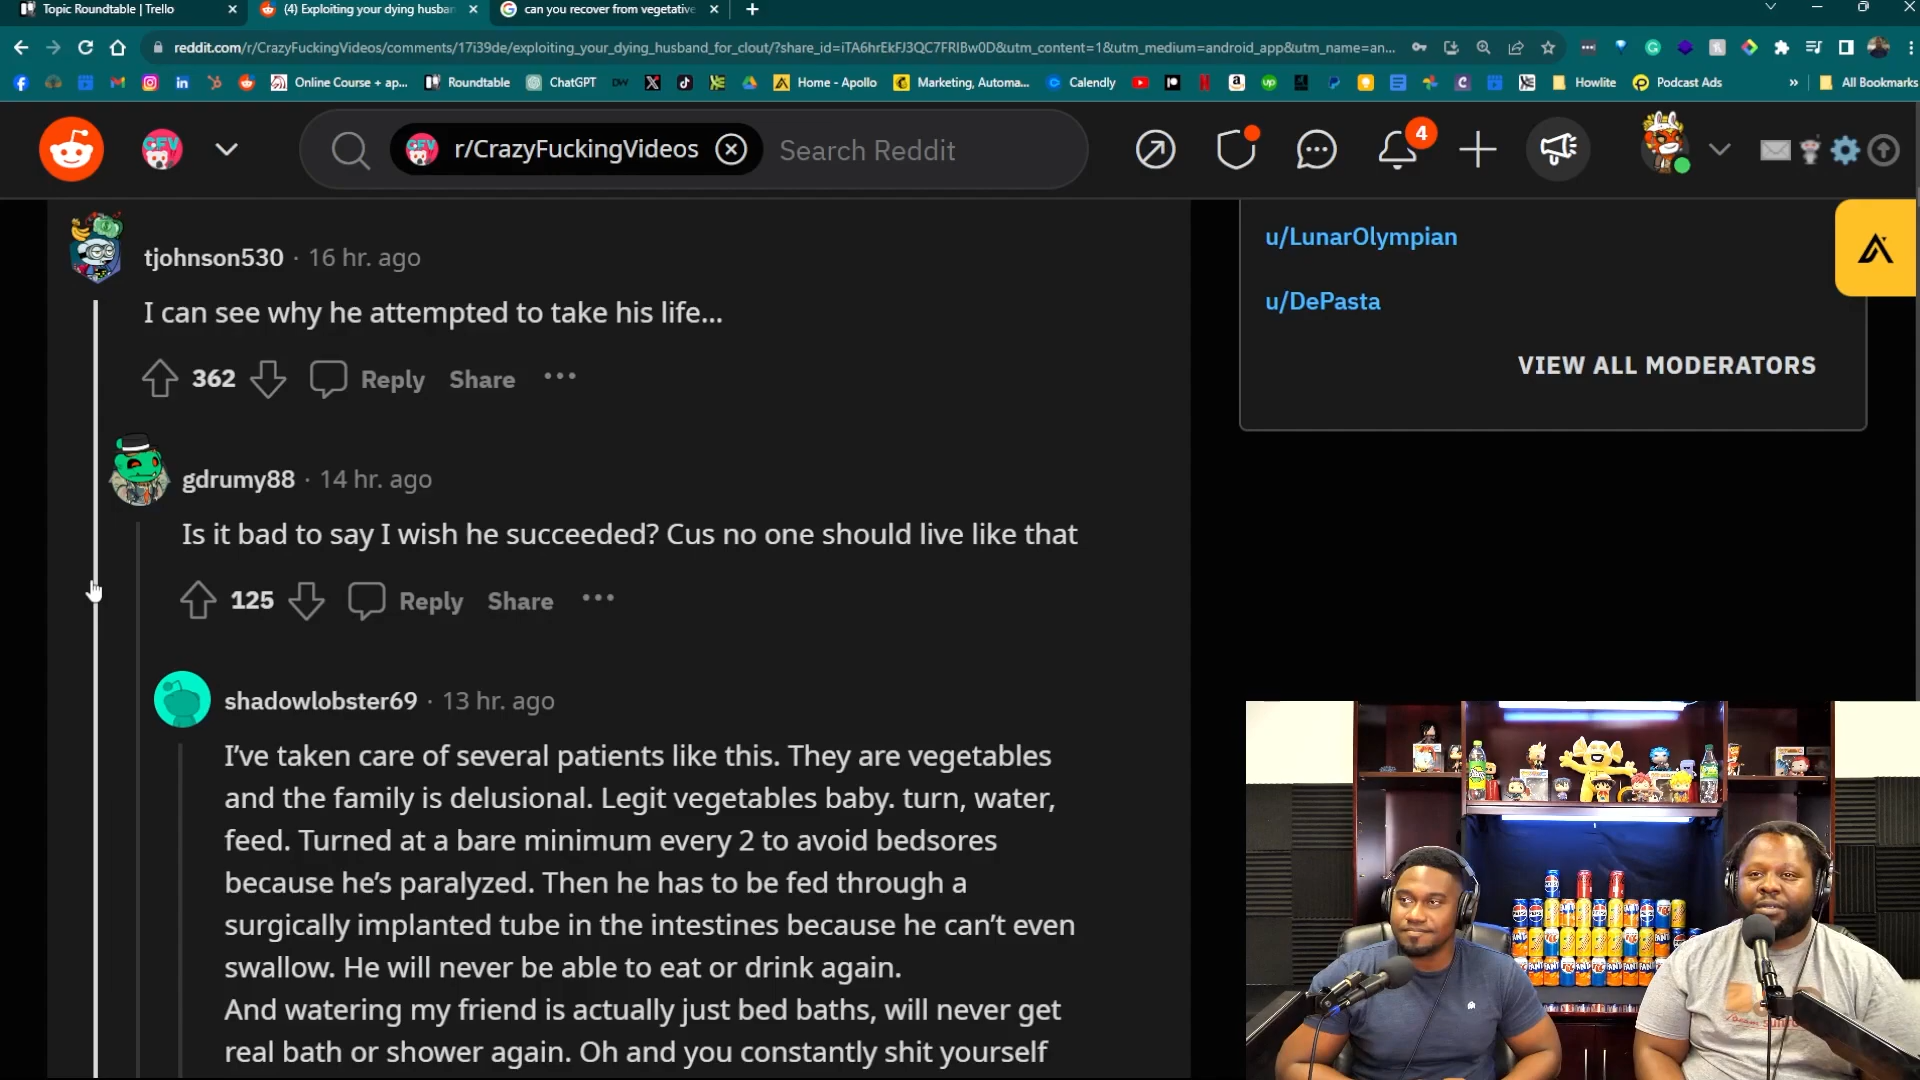 Topic Roundtable | Trello
(4) Exploiting your dying husban
can you recover from vegetative
reddit.com/r/CrazyFuckingVideos/comments/17i39de/exploiting_your_dying_husband_for_clout/?share_id=iTA6hrEkFJ3QC7FRIBw0D&utm_content=1&utm_medium=android_app&utm_name=an...
Online Course + ap...
Roundtable
ChatGPT
Home - Apollo
Marketing, Automa...
Calendly
Howlite
Podcast Ads
»
All Bookmarks
r/CrazyFuckingVideos
Search Reddit
4
u/LunarOlympian
u/DePasta
VIEW ALL MODERATORS
tjohnson530 · 16 hr. ago
I can see why he attempted to take his life...
362 Reply Share ...
gdrumy88 · 14 hr. ago
Is it bad to say I wish he succeeded? Cus no one should live like that
125 Reply Share ...
shadowlobster69 · 13 hr. ago
I've taken care of several patients like this. They are vegetables
and the family is delusional. Legit vegetables baby. turn, water,
feed. Turned at a bare minimum every 2 to avoid bedsores
because he's paralyzed. Then he has to be fed through a
surgically implanted tube in the intestines because he can't even
swallow. He will never be able to eat or drink again.
And watering my friend is actually just bed baths, will never get
real bath or shower again. Oh and you constantly shit yourself